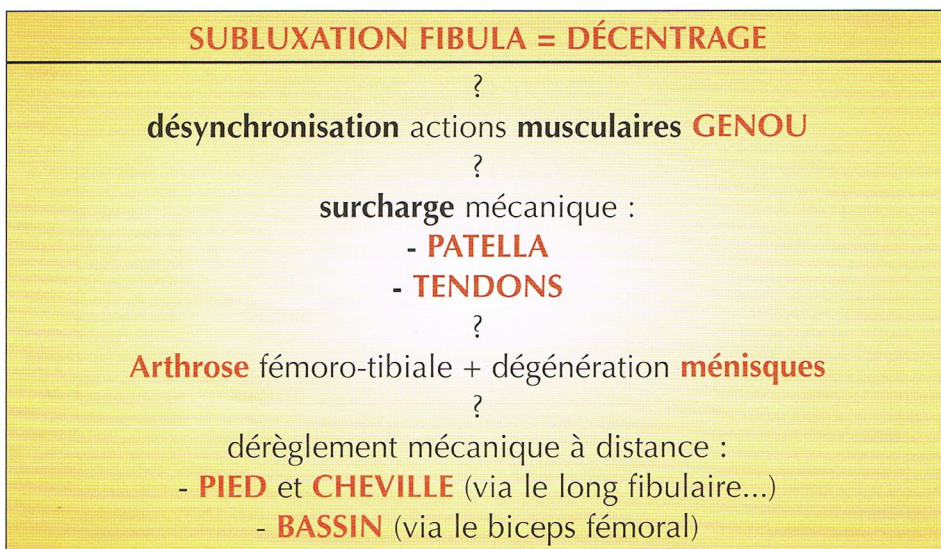 SUBLUXATION FIBULA = DÉCENTRAGE
?
désynchronisation actions musculaires GENOU
?
surcharge mécanique :
- PATELLA
- TENDONS
?
Arthrose fémoro-tibiale + dégénération ménisques
?
dérèglement mécanique à distance :
- PIED et CHEVILLE (via le long fibulaire...)
- BASSIN (via le biceps fémoral)